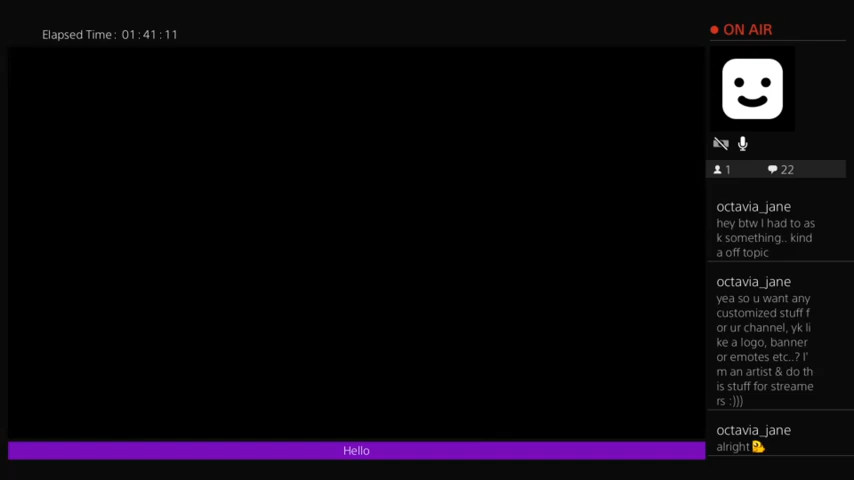 Elapsed Time: 01:41:11
ON AIR
1 22
octavia_jane
hey btw I had to as
k something.. kind
a off topic
octavia_jane
yea so u want any
customized stuff f
or ur channel, yk li
ke a logo, banner
or emotes etc..? I'
m an artist & do th
is stuff for streame
rs :)))
octavia_jane
alright
Hello